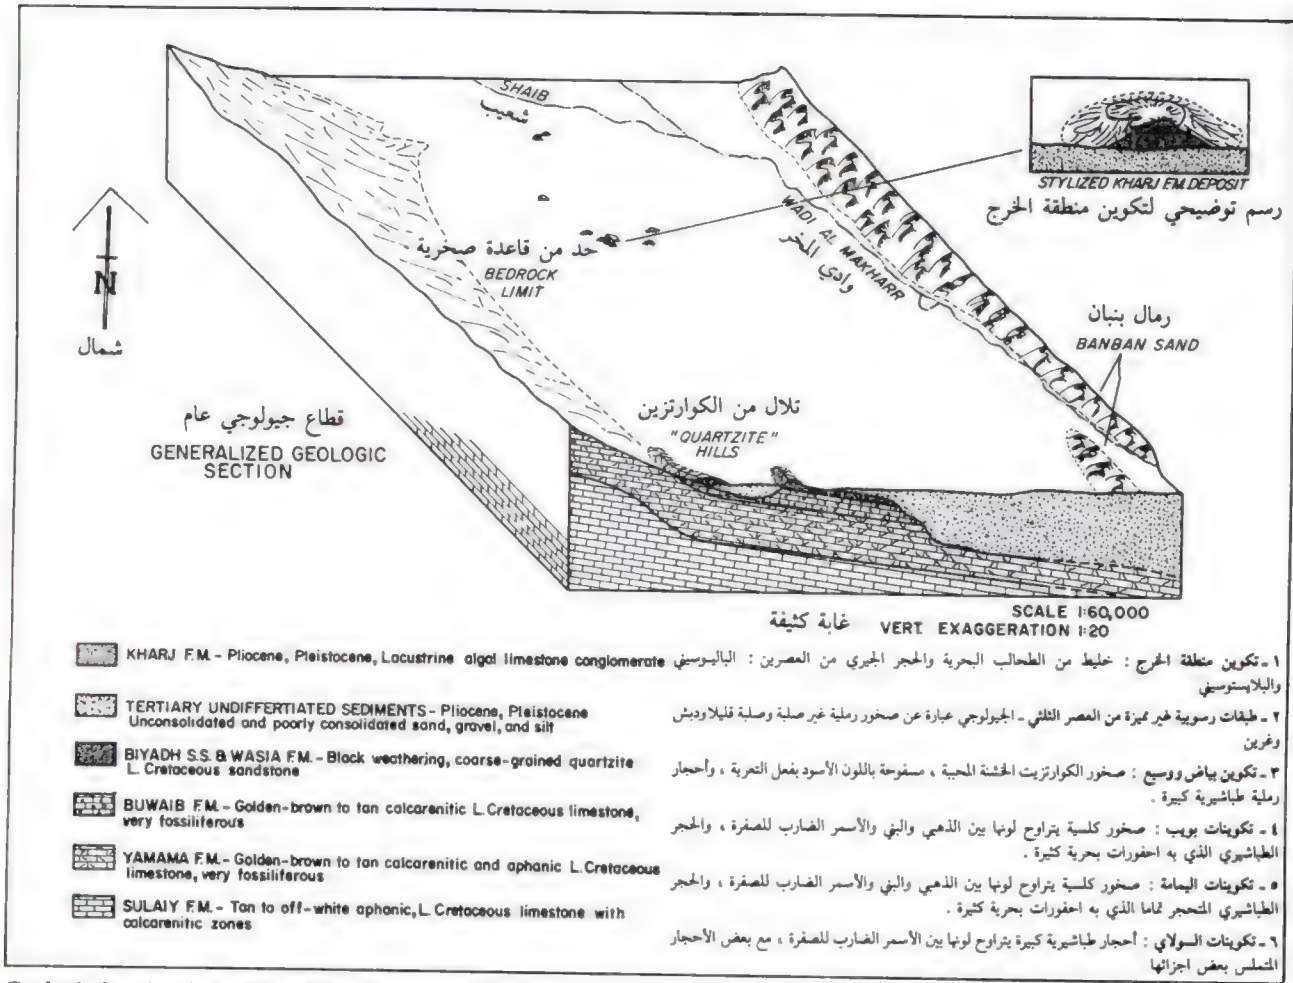 SHAIB
شعيب
STYLIZED KHARJ F.M. DEPOSIT
رسم توضيحي لتكوين منطقة الخرج
حد من قاعدة صخرية
BEDROCK
LIMIT
WADI AL MAKHARR
وادي المخر
N
شمال
رمال بنبان
BANBAN SAND
تلال من الكوارتزين
"QUARTZITE"
HILLS
قطاع جيولوجي عام
GENERALIZED GEOLOGIC
SECTION
SCALE 1:60,000
غابة كثيفة
VERT. EXAGGERATION 1:20
KHARJ F.M. - Pliocene, Pleistocene, Lacustrine algal limestone conglomerate
TERTIARY UNDIFFERTIATED SEDIMENTS - Pliocene, Pleistocene
Unconsolidated and poorly consolidated sand, gravel, and silt
BIYADH S.S. & WASIA F.M. - Black weathering, coarse-grained quartzite
L. Cretaceous sandstone
BUWAIB F.M. - Golden-brown to tan calcarenitic L. Cretaceous limestone,
very fossiliferous
YAMAMA F.M. - Golden-brown to tan calcarenitic and aphanic L. Cretaceous
limestone, very fossiliferous
SULAIY F.M. - Tan to off-white aphanic, L. Cretaceous limestone with
calcarenitic zones
١ - تكوين منطقة الخرج : خليط من الطحالب البحرية والحجر الجيري من العصرين : الباليوسيني
والبلايستوسيني
٢ - طبقات رسوبية غير مميزة من العصر الثلثي - الجيولوجي عبارة عن صخور رملية غير صلبة وصلبة قليلا ودبش
وغرين
٣ - تكوين بياض ووسيع : صخور الكوارتزيت الخشنة المحببة ، مسفوحة باللون الأسود بفعل التعرية ، وأحجار
رملية طباشيرية كبيرة .
٤ - تكوينات بويب : صخور كلسية يتراوح لونها بين الذهبي والبني والأسمر الضارب للصفرة ، والحجر
الطباشيري الذي به احفورات بحرية كثيرة .
٥ - تكوينات اليمامة : صخور كلسية يتراوح لونها بين الذهبي والبني والأسمر الضارب للصفرة ، والحجر
الطباشيري المتحجر تماما الذي به احفورات بحرية كثيرة .
٦ - تكوينات السولاي : أحجار طباشيرية كبيرة يتراوح لونها بين الأسمر الضارب للصفرة ، مع بعض الأحجار
المتملس بعض اجزائها